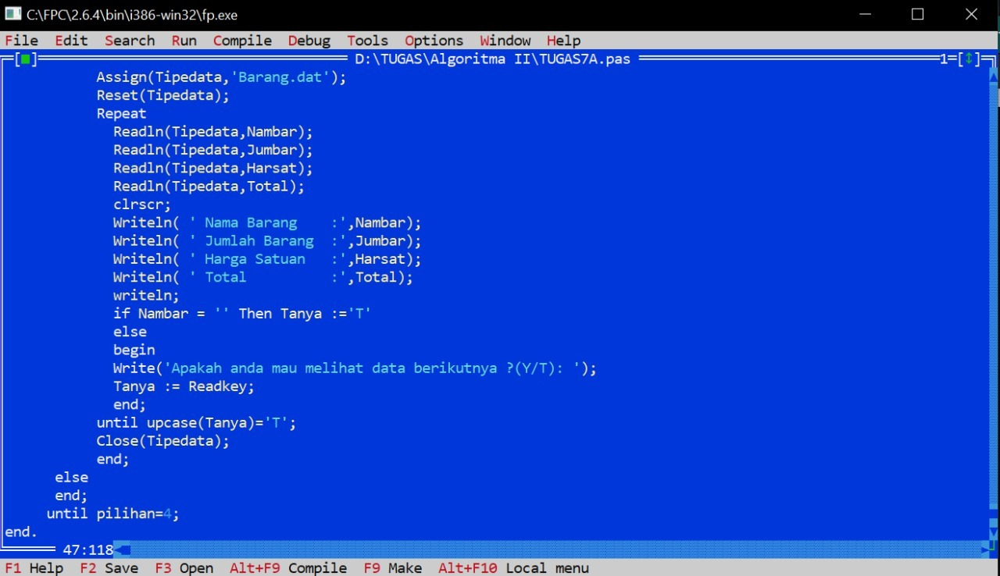 C:\FPC\2.6.4\bin\i386-win32\fp.exe
File Edit Search Run Compile Debug Tools Options Window Help
D:\TUGAS\Algoritma II\TUGAS7A.pas 1
Assign(Tipedata,'Barang.dat');
Reset(Tipedata);
Repeat
Readln(Tipedata,Nambar);
Readln(Tipedata,Jumbar);
Readln(Tipedata,Harsat);
Readln(Tipedata,Total);
clrscr;
Writeln( ' Nama Barang    :',Nambar);
Writeln( ' Jumlah Barang  :',Jumbar);
Writeln( ' Harga Satuan   :',Harsat);
Writeln( ' Total          :',Total);
writeln;
if Nambar = '' Then Tanya :='T'
else
begin
Write('Apakah anda mau melihat data berikutnya ?(Y/T): ');
Tanya := Readkey;
end;
until upcase(Tanya)='T';
Close(Tipedata);
end;
else
end;
until pilihan=4;
end.
47:118
F1 Help F2 Save F3 Open Alt+F9 Compile F9 Make Alt+F10 Local menu